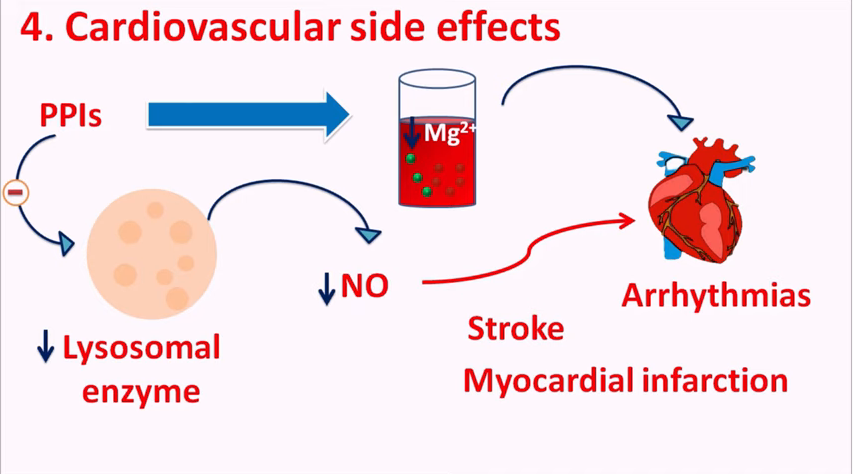 4. Cardiovascular side effects
PPIs
↓ Mg²⁺
↓ NO
Arrhythmias
Stroke
↓ Lysosomal
enzyme
Myocardial infarction